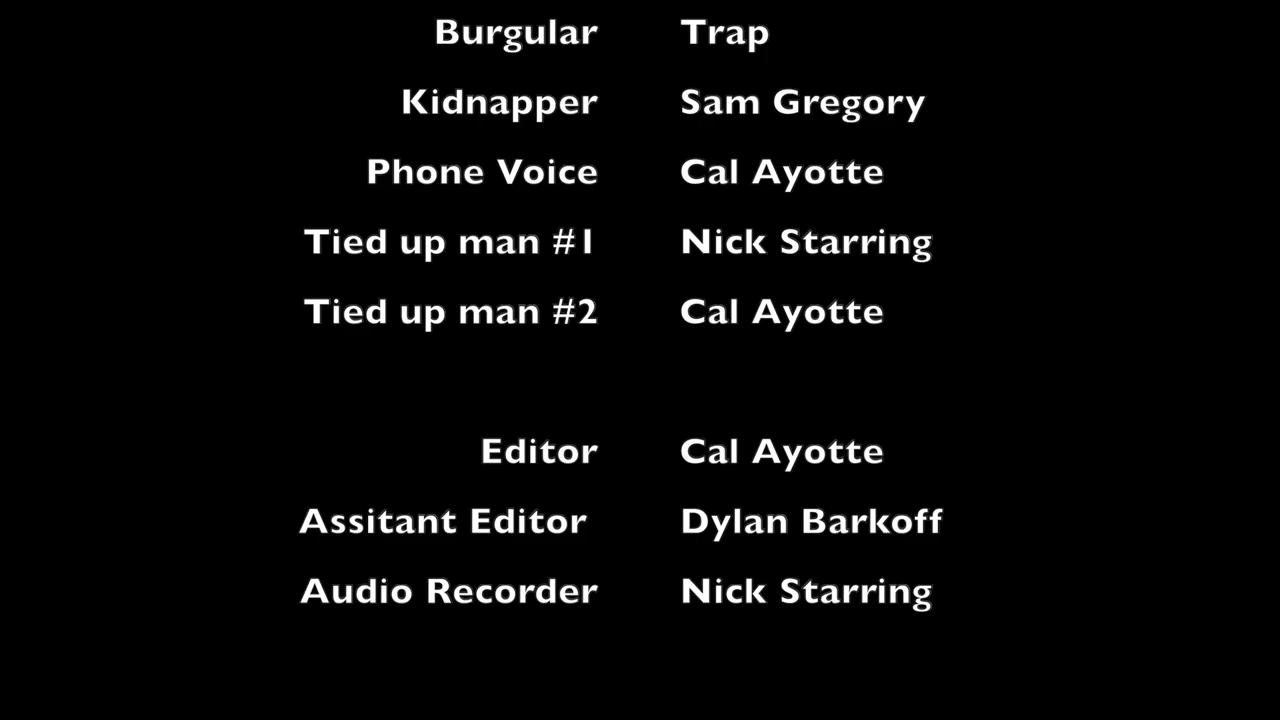 Burgular Trap
Kidnapper Sam Gregory
Phone Voice Cal Ayotte
Tied up man #1 Nick Starring
Tied up man #2 Cal Ayotte
Editor Cal Ayotte
Assitant Editor Dylan Barkoff
Audio Recorder Nick Starring